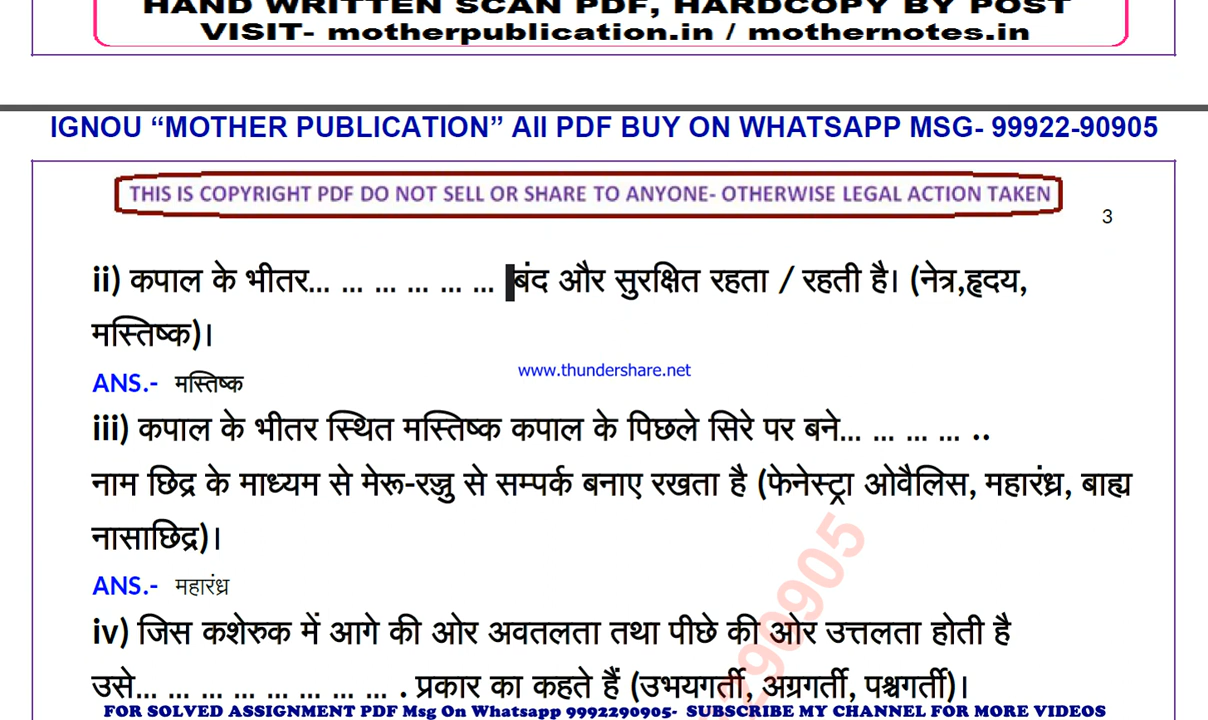 HAND WRITTEN SCAN PDF, HARDCOPY BY POST
VISIT- motherpublication.in / mothernotes.in
IGNOU “MOTHER PUBLICATION” All PDF BUY ON WHATSAPP MSG- 99922-90905
THIS IS COPYRIGHT PDF DO NOT SELL OR SHARE TO ANYONE- OTHERWISE LEGAL ACTION TAKEN
3
ii) कपाल के भीतर... ... ... ... ... ... बंद और सुरक्षित रहता / रहती है। (नेत्र,हृदय,
मस्तिष्क)।
www.thundershare.net
ANS.- मस्तिष्क
iii) कपाल के भीतर स्थित मस्तिष्क कपाल के पिछले सिरे पर बने... ... ... ... ..
नाम छिद्र के माध्यम से मेरू-रज्जु से सम्पर्क बनाए रखता है (फेनेस्ट्रा ओवैलिस, महारंध्र, बाह्य
नासाछिद्र)।
ANS.- महारंध्र
iv) जिस कशेरुक में आगे की ओर अवतलता तथा पीछे की ओर उत्तलता होती है
उसे... ... ... ... ... ... ... ... . प्रकार का कहते हैं (उभयगर्ती, अग्रगर्ती, पश्चगर्ती)।
FOR SOLVED ASSIGNMENT PDF Msg On Whatsapp 9992290905- SUBSCRIBE MY CHANNEL FOR MORE VIDEOS